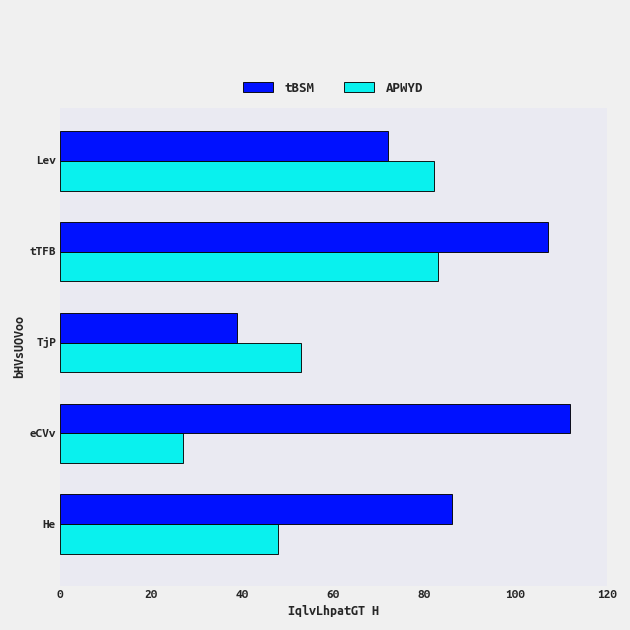 tBSM APWYD
Lev
tTFB
TjP
eCVv
He
bHVsUOVoo
0 20 40 60 80 100 120
IqlvLhpatGT H